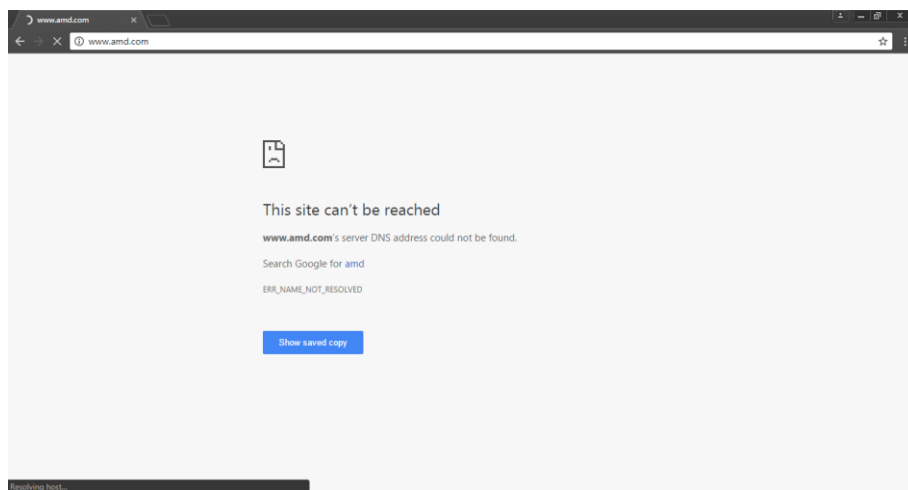 www.amd.com
www.amd.com
This site can't be reached
www.amd.com's server DNS address could not be found.
Search Google for amd
ERR_NAME_NOT_RESOLVED
Show saved copy
Resolving host...